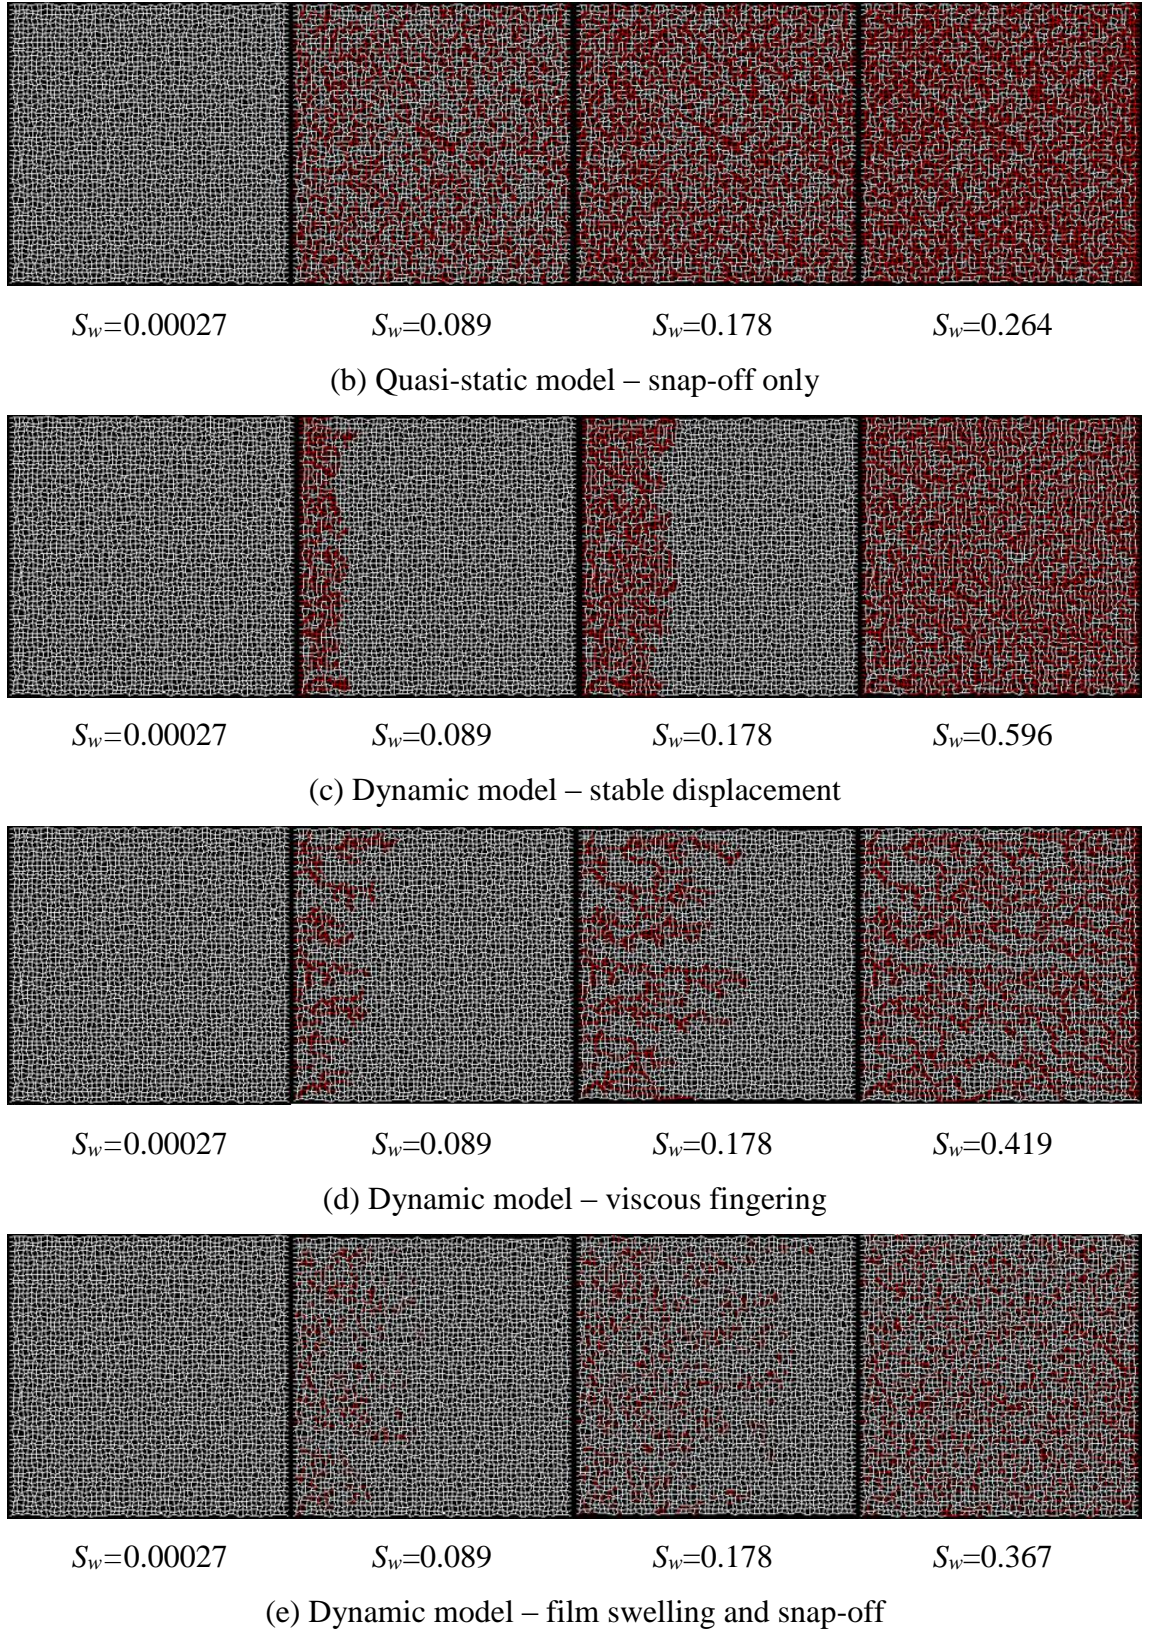 Sw=0.00027 Sw=0.089 Sw=0.178 Sw=0.264
(b) Quasi-static model – snap-off only
Sw=0.00027 Sw=0.089 Sw=0.178 Sw=0.596
(c) Dynamic model – stable displacement
Sw=0.00027 Sw=0.089 Sw=0.178 Sw=0.419
(d) Dynamic model – viscous fingering
Sw=0.00027 Sw=0.089 Sw=0.178 Sw=0.367
(e) Dynamic model – film swelling and snap-off